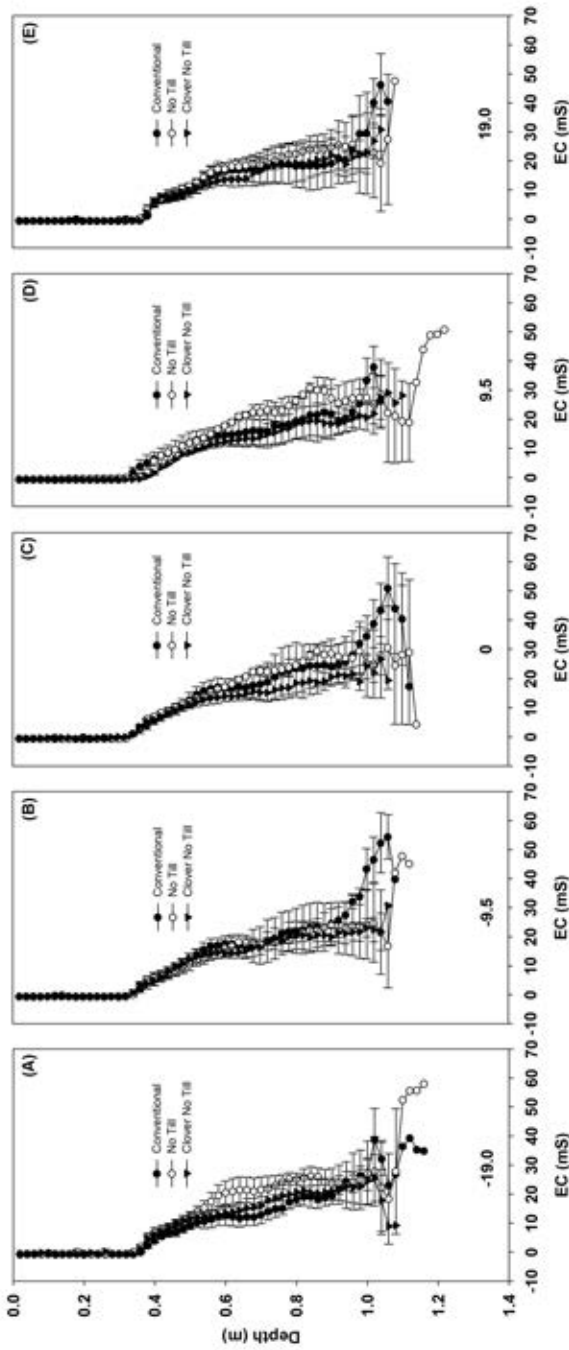 (A)
Conventional
No Till
Clover No Till
0.0
0.2
0.4
0.6
0.8
1.0
1.2
1.4
Depth (m)
-19.0
-10 0 10 20 30 40 50 60 70
EC (mS)
(B)
Conventional
No Till
Clover No Till
-9.5
-10 0 10 20 30 40 50 60 70
EC (mS)
(C)
Conventional
No Till
Clover No Till
0
-10 0 10 20 30 40 50 60 70
EC (mS)
(D)
Conventional
No Till
Clover No Till
9.5
-10 0 10 20 30 40 50 60 70
EC (mS)
(E)
Conventional
No Till
Clover No Till
19.0
-10 0 10 20 30 40 50 60 70
EC (mS)